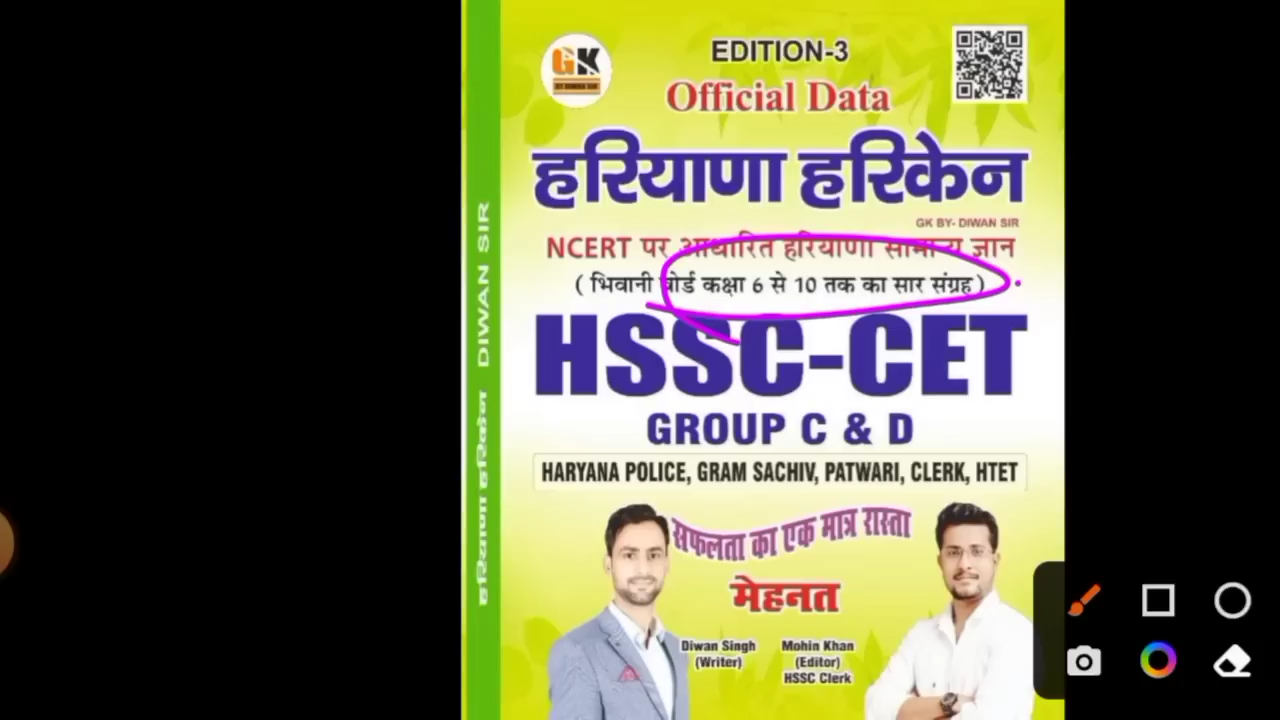 EDITION-3
GK
Official Data
हरियाणा हरिकेन
GK BY- DIWAN SIR
NCERT पर आधारित हरियाणा सामान्य ज्ञान
( भिवानी बोर्ड कक्षा 6 से 10 तक का सार संग्रह )
HSSC-CET
GROUP C & D
HARYANA POLICE, GRAM SACHIV, PATWARI, CLERK, HTET
सफलता का एक मात्र रास्ता
मेहनत
Diwan Singh
(Writer)
Mohin Khan
(Editor)
HSSC Clerk
हरियाणा हरिकेन DIWAN SIR